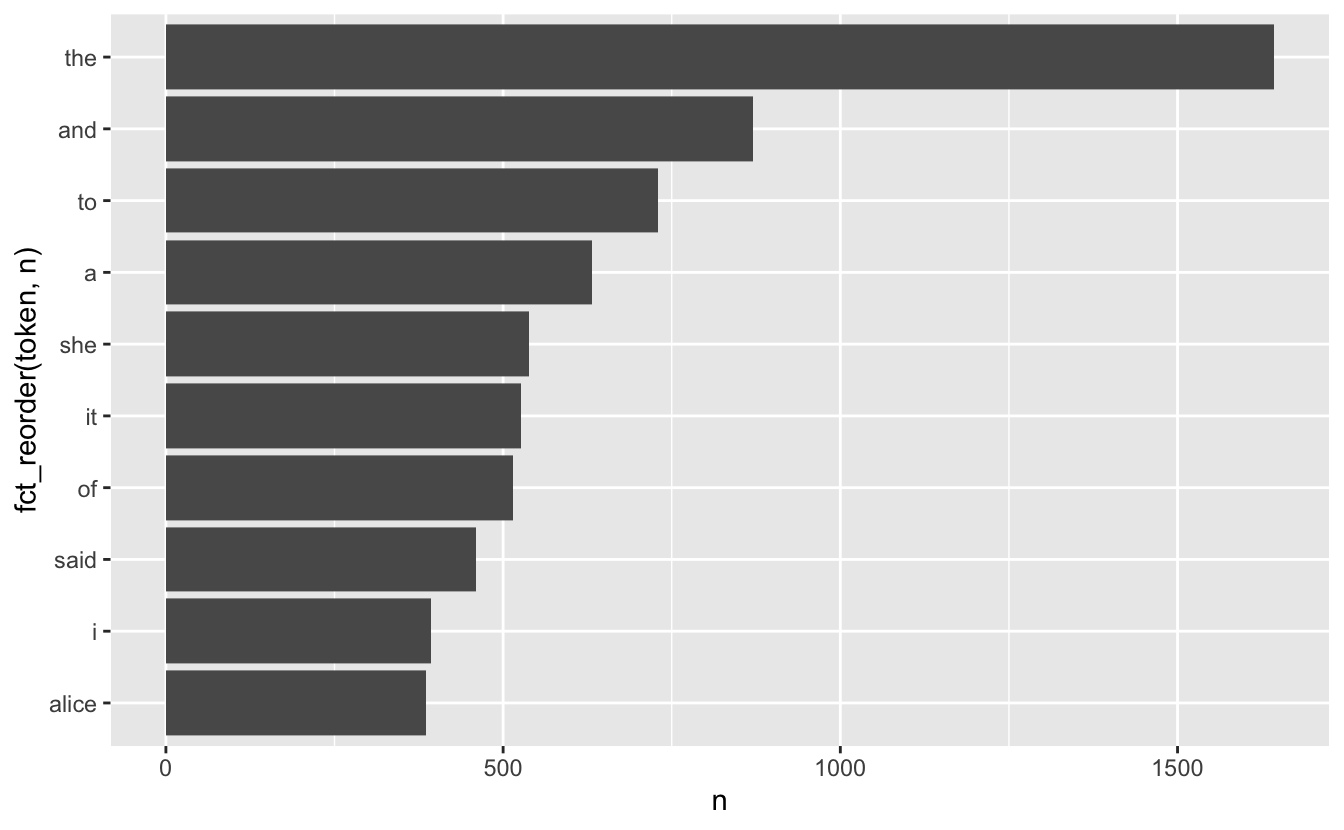 the
and
to
a
she
it
of
said
i
alice
fct_reorder(token, n)
0 500 1000 1500
n